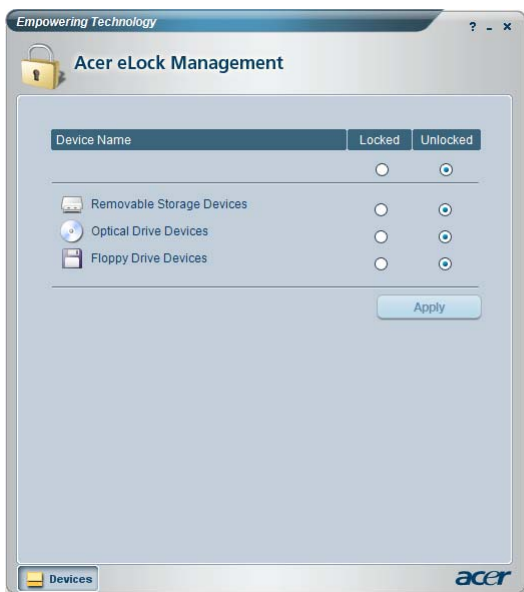 Empowering Technology ? - ×
Acer eLock Management
Device Name Locked Unlocked
Removable Storage Devices
Optical Drive Devices
Floppy Drive Devices
Apply
Devices acer